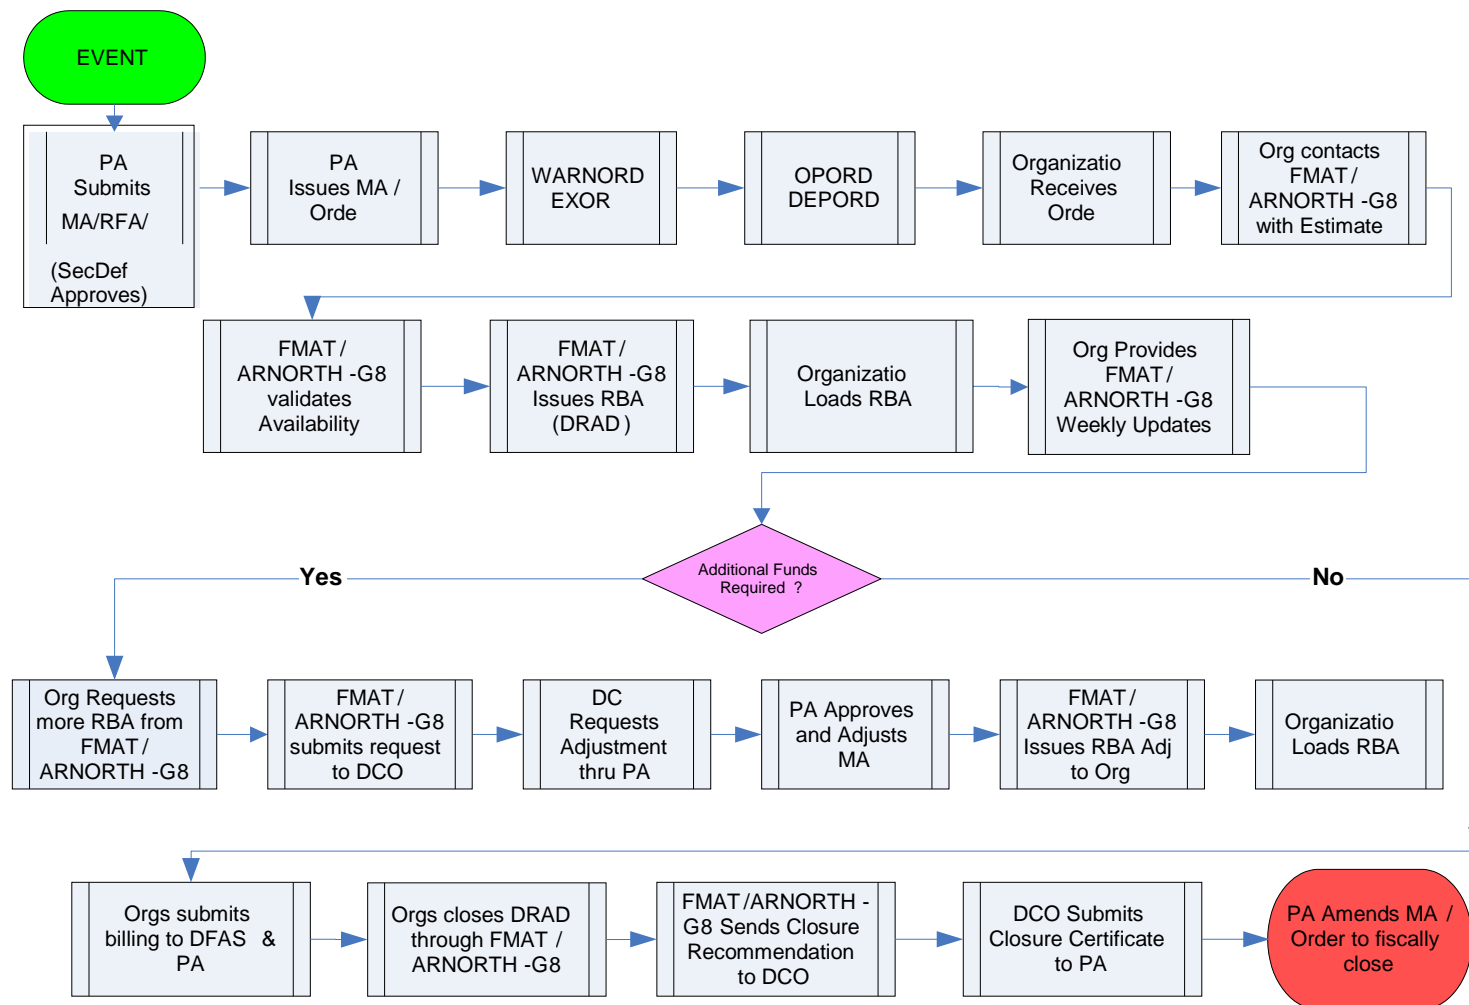 EVENT
PA
Submits
MA/RFA/
(SecDef
Approves)
PA
Issues MA /
Orde
WARNORD
EXOR
OPORD
DEPORD
Organizatio
Receives
Orde
Org contacts
FMAT /
ARNORTH -G8
with Estimate
FMAT /
ARNORTH -G8
validates
Availability
FMAT /
ARNORTH -G8
Issues RBA
(DRAD )
Organizatio
Loads RBA
Org Provides
FMAT /
ARNORTH -G8
Weekly Updates
Additional Funds
Required ?
Yes
No
Org Requests
more RBA from
FMAT /
ARNORTH -G8
FMAT /
ARNORTH -G8
submits request
to DCO
DC
Requests
Adjustment
thru PA
PA Approves
and Adjusts
MA
FMAT /
ARNORTH -G8
Issues RBA Adj
to Org
Organizatio
Loads RBA
Orgs submits
billing to DFAS &
PA
Orgs closes DRAD
through FMAT /
ARNORTH -G8
FMAT /ARNORTH -
G8 Sends Closure
Recommendation
to DCO
DCO Submits
Closure Certificate
to PA
PA Amends MA /
Order to fiscally
close